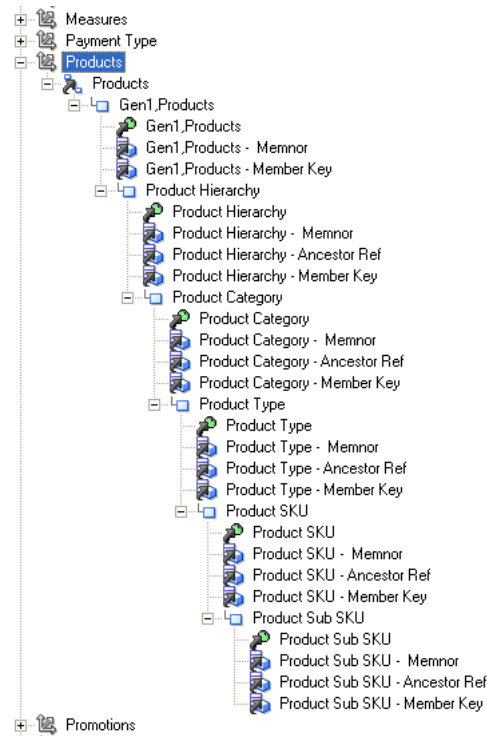 Measures
Payment Type
Products
Products
Gen1,Products
Gen1,Products
Gen1,Products -  Memnor
Gen1,Products - Member Key
Product Hierarchy
Product Hierarchy
Product Hierarchy -  Memnor
Product Hierarchy - Ancestor Ref
Product Hierarchy - Member Key
Product Category
Product Category
Product Category -  Memnor
Product Category - Ancestor Ref
Product Category - Member Key
Product Type
Product Type
Product Type -  Memnor
Product Type - Ancestor Ref
Product Type - Member Key
Product SKU
Product SKU
Product SKU -  Memnor
Product SKU - Ancestor Ref
Product SKU - Member Key
Product Sub SKU
Product Sub SKU
Product Sub SKU -  Memnor
Product Sub SKU - Ancestor Ref
Product Sub SKU - Member Key
Promotions